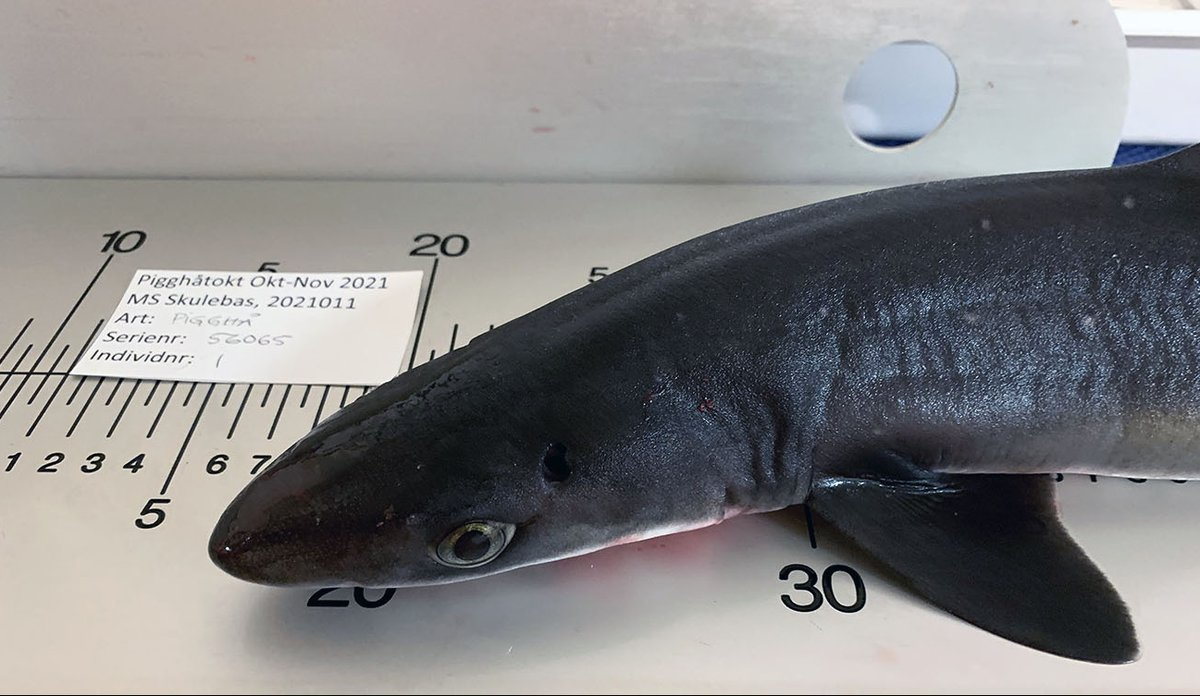 10
5
20
5
Pigghåtokt Okt-Nov 2021
MS Skulebas, 2021011
Art: PIGGHÅ
Serienr: 56065
Individnr: 1
1 2 3 4
6 7
5
20
30